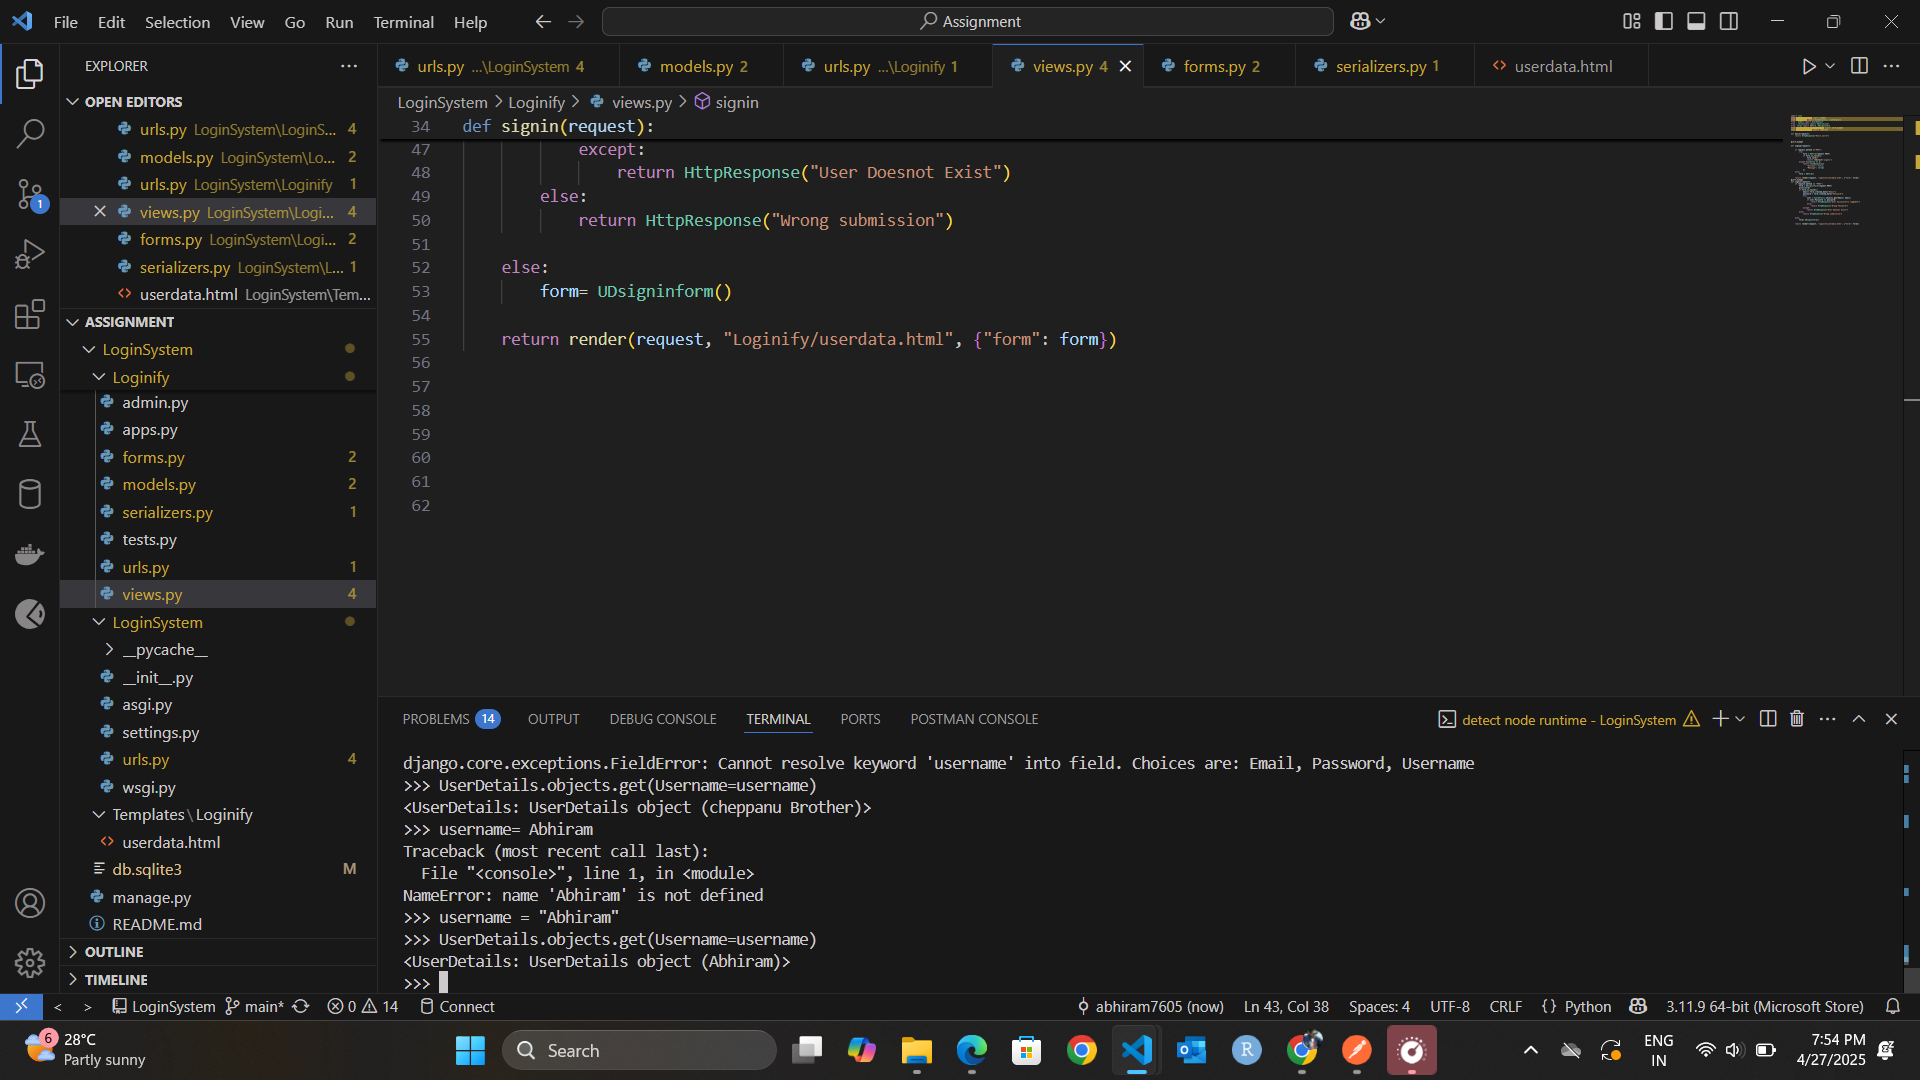 File Edit Selection View Go Run Terminal Help
Assignment
EXPLORER
OPEN EDITORS
urls.py LoginSystem\LoginS... 4
models.py LoginSystem\Lo... 2
urls.py LoginSystem\Loginify 1
views.py LoginSystem\Logi... 4
forms.py LoginSystem\Logi... 2
serializers.py LoginSystem\L... 1
userdata.html LoginSystem\Tem...
ASSIGNMENT
LoginSystem
Loginify
admin.py
apps.py
forms.py 2
models.py 2
serializers.py 1
tests.py
urls.py 1
views.py 4
LoginSystem
__pycache__
__init__.py
asgi.py
settings.py
urls.py 4
wsgi.py
Templates\Loginify
userdata.html
db.sqlite3 M
manage.py
README.md
OUTLINE
TIMELINE
urls.py ...\LoginSystem 4 models.py 2 urls.py ...\Loginify 1 views.py 4 forms.py 2 serializers.py 1 userdata.html
LoginSystem > Loginify > views.py > signin
34 def signin(request):
47 except:
48 return HttpResponse("User Doesnot Exist")
49 else:
50 return HttpResponse("Wrong submission")
51
52 else:
53 form= UDsigninform()
54
55 return render(request, "Loginify/userdata.html", {"form": form})
56
57
58
59
60
61
62
PROBLEMS 14 OUTPUT DEBUG CONSOLE TERMINAL PORTS POSTMAN CONSOLE
detect node runtime - LoginSystem
django.core.exceptions.FieldError: Cannot resolve keyword 'username' into field. Choices are: Email, Password, Username
>>> UserDetails.objects.get(Username=username)
<UserDetails: UserDetails object (cheppanu Brother)>
>>> username= Abhiram
Traceback (most recent call last):
File "<console>", line 1, in <module>
NameError: name 'Abhiram' is not defined
>>> username = "Abhiram"
>>> UserDetails.objects.get(Username=username)
<UserDetails: UserDetails object (Abhiram)>
>>>
LoginSystem main* 0 14 Connect
abhiram7605 (now) Ln 43, Col 38 Spaces: 4 UTF-8 CRLF {} Python 3.11.9 64-bit (Microsoft Store)
1
6
28°C
Partly sunny
Search
R
ENG
IN
7:54 PM
4/27/2025